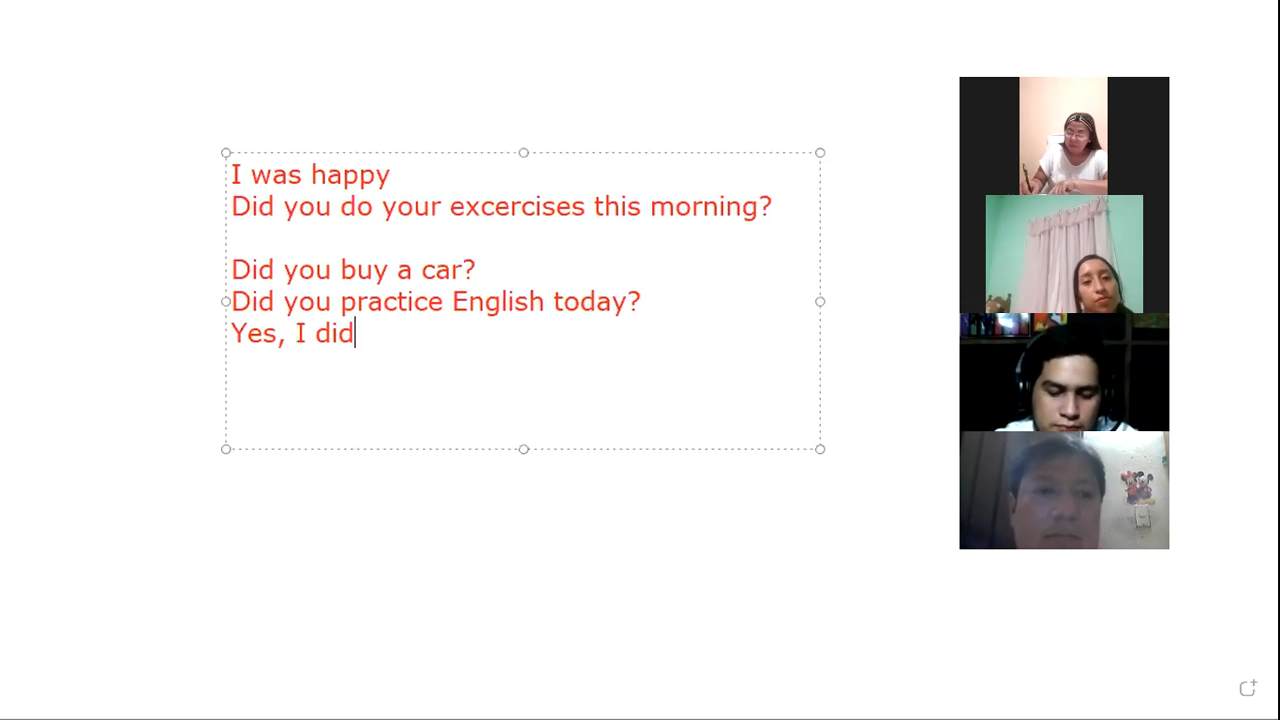 I was happy
Did you do your excercises this morning?
Did you buy a car?
Did you practice English today?
Yes, I did